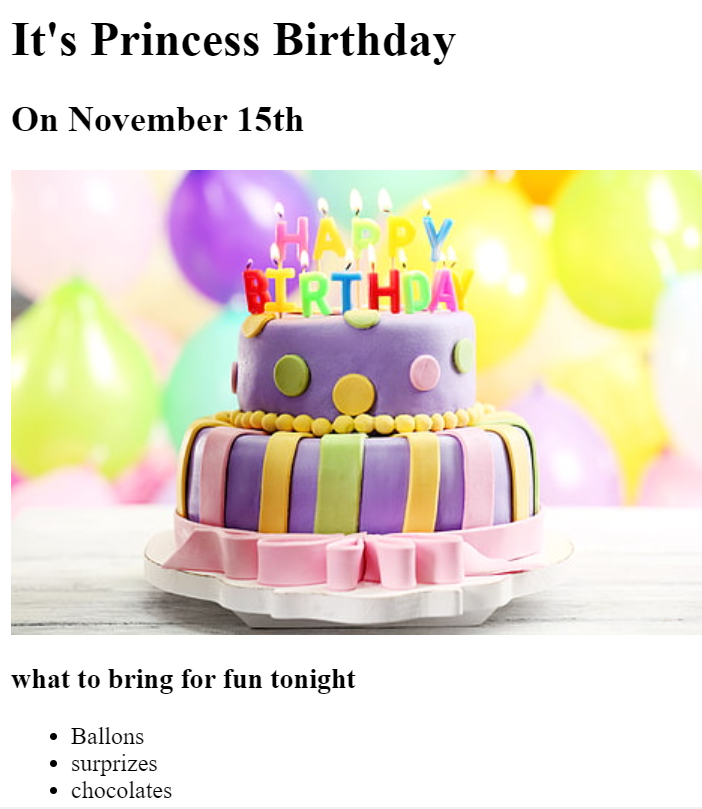 It's Princess Birthday
On November 15th
HAPPY
BIRTHDAY
what to bring for fun tonight
Ballons
surprizes
chocolates